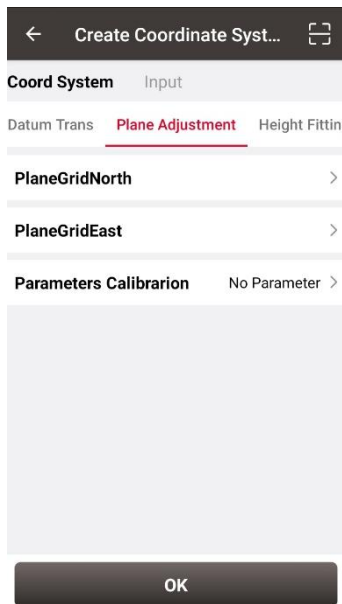 Create Coordinate Syst...
Coord System Input
Datum Trans Plane Adjustment Height Fittin
PlaneGridNorth
PlaneGridEast
Parameters Calibrarion No Parameter
OK